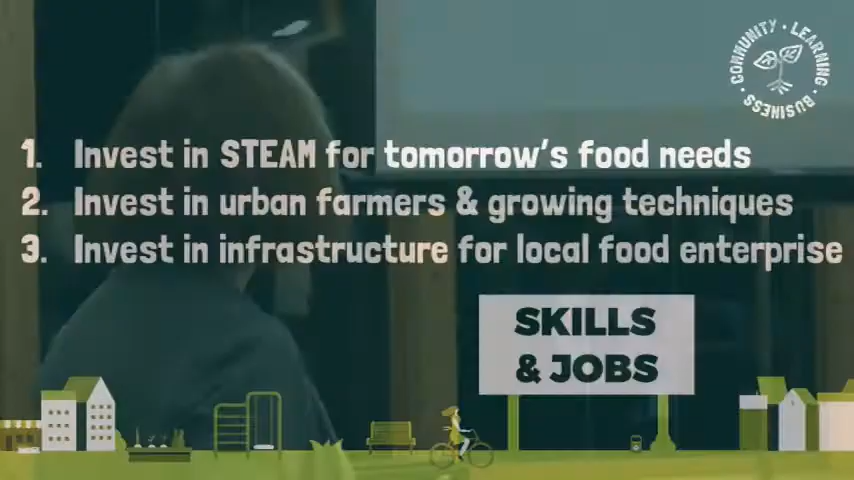 COMMUNITY · LEARNING · BUSINESS ·
1. Invest in STEAM for tomorrow's food needs
2. Invest in urban farmers & growing techniques
3. Invest in infrastructure for local food enterprise
SKILLS
& JOBS